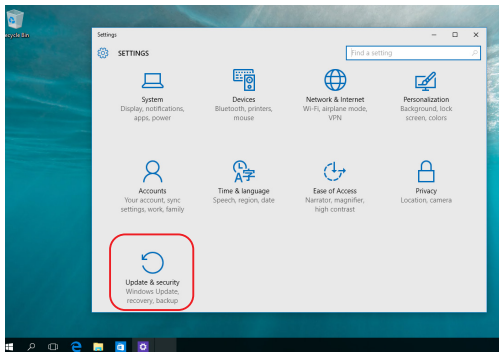 Recycle Bin
Settings
SETTINGS
Find a setting
System
Display, notifications,
apps, power
Devices
Bluetooth, printers,
mouse
Network & Internet
Wi-Fi, airplane mode,
VPN
Personalization
Background, lock
screen, colors
Accounts
Your account, sync
settings, work, family
Time & language
Speech, region, date
Ease of Access
Narrator, magnifier,
high contrast
Privacy
Location, camera
Update & security
Windows Update,
recovery, backup